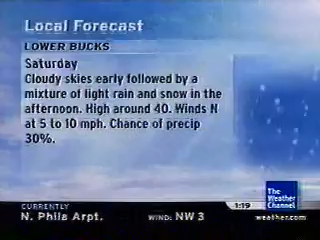 Local Forecast
LOWER BUCKS
Saturday
Cloudy skies early followed by a
mixture of light rain and snow in the
afternoon. High around 40. Winds N
at 5 to 10 mph. Chance of precip
30%.
The
Weather
Channel
CURRENTLY
1:19
N. Phila Arpt.
WIND: NW 3
weather.com